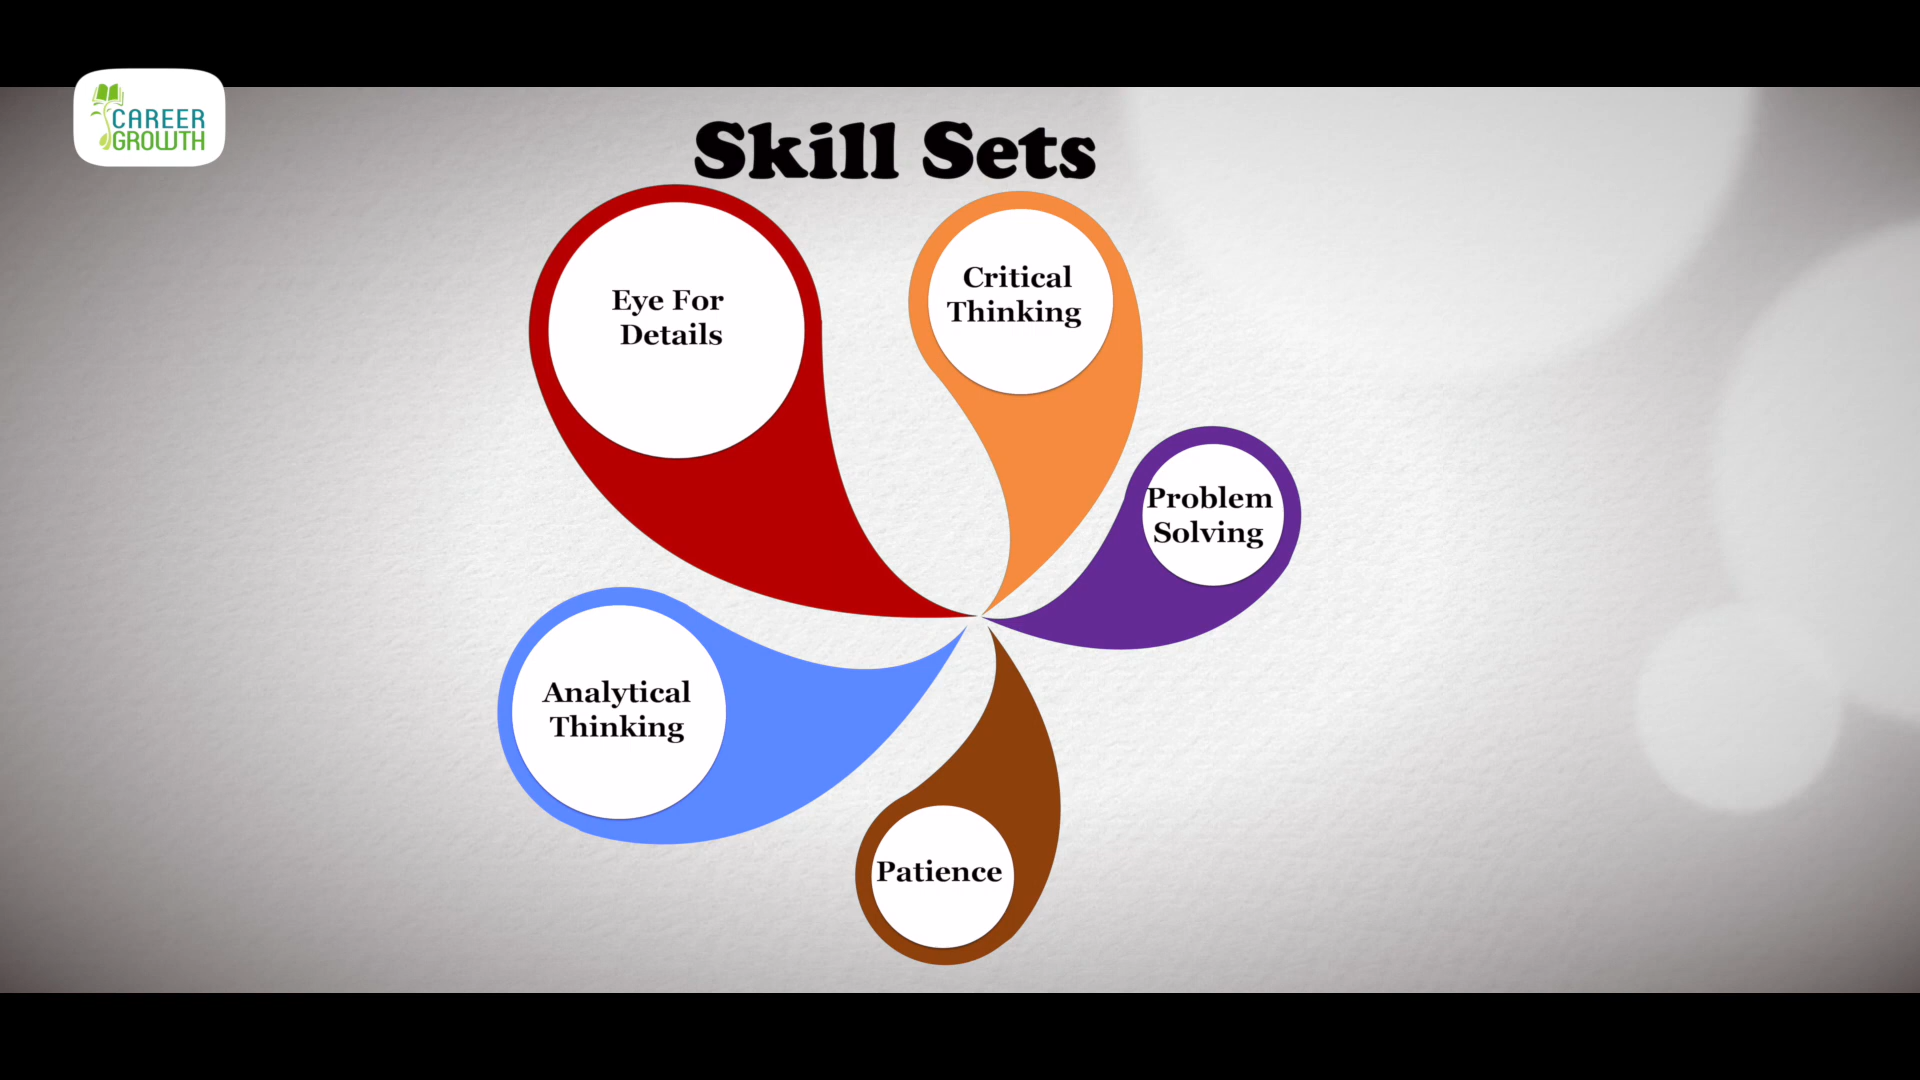 CAREER
GROWTH
Skill Sets
Eye For
Details
Critical
Thinking
Problem
Solving
Analytical
Thinking
Patience